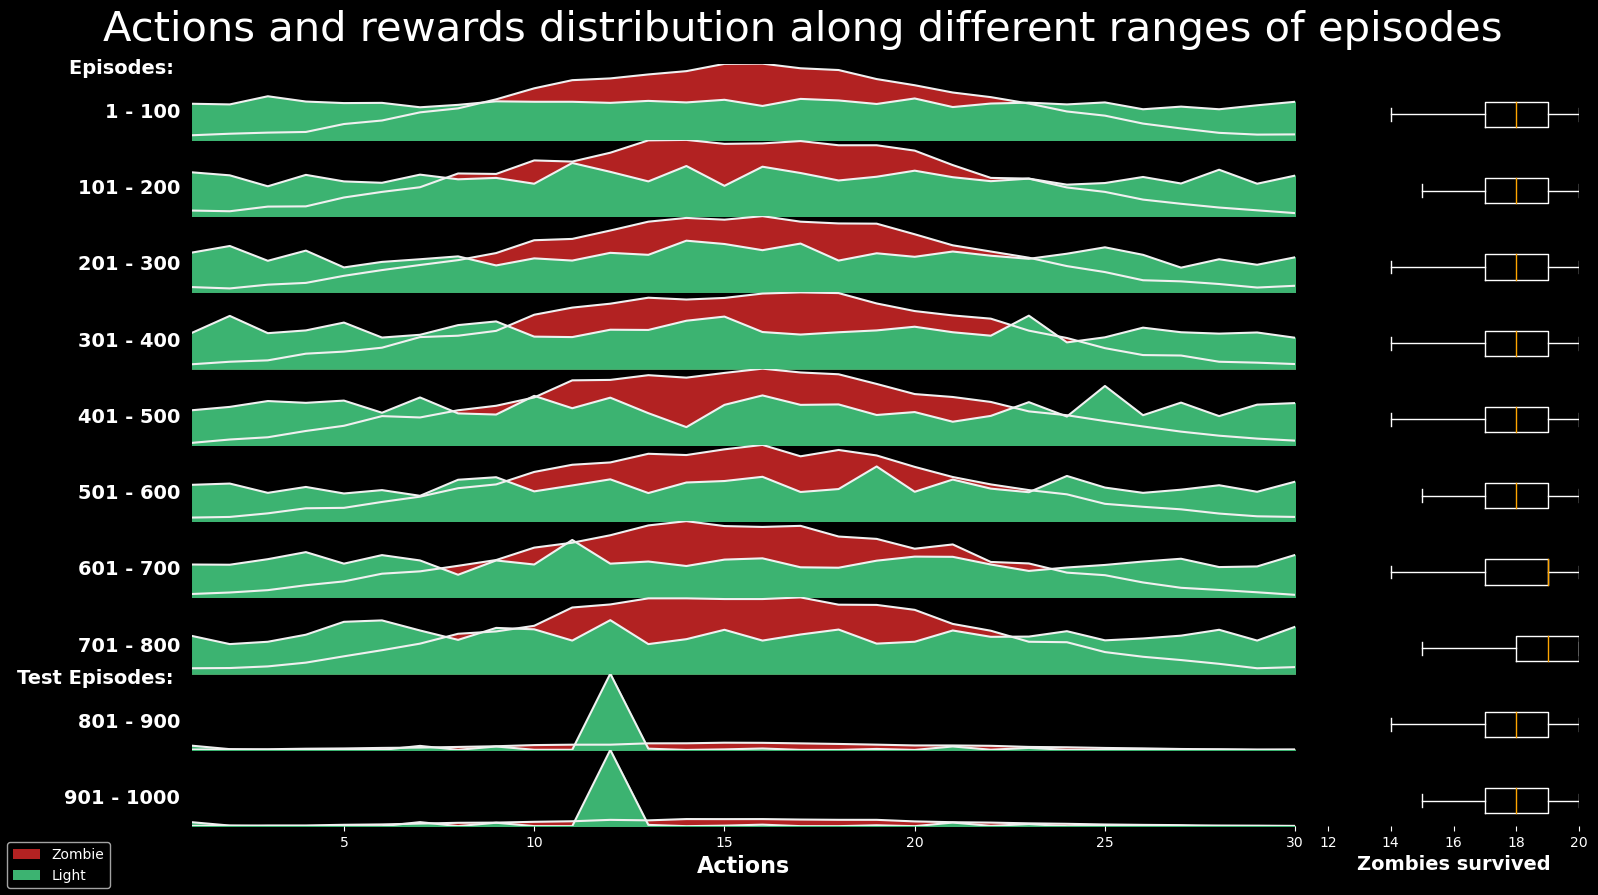 Actions and rewards distribution along different ranges of episodes
Episodes:
1 - 100
101 - 200
201 - 300
301 - 400
401 - 500
501 - 600
601 - 700
701 - 800
Test Episodes:
801 - 900
901 - 1000
5 10 15 20 25 30 12 14 16 18 20
Actions
Zombies survived
Zombie
Light